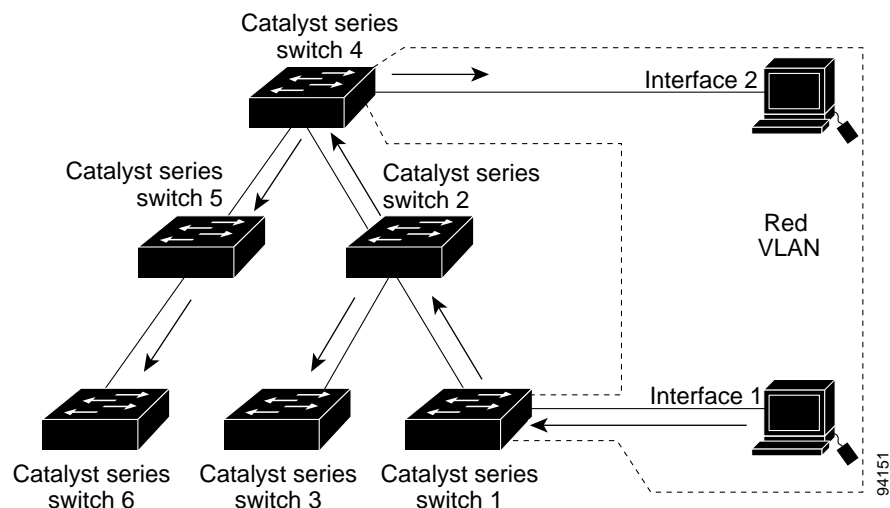 Catalyst series
switch 4
Interface 2
Catalyst series
switch 5
Catalyst series
switch 2
Red
VLAN
Interface 1
Catalyst series
switch 6
Catalyst series
switch 3
Catalyst series
switch 1
94151